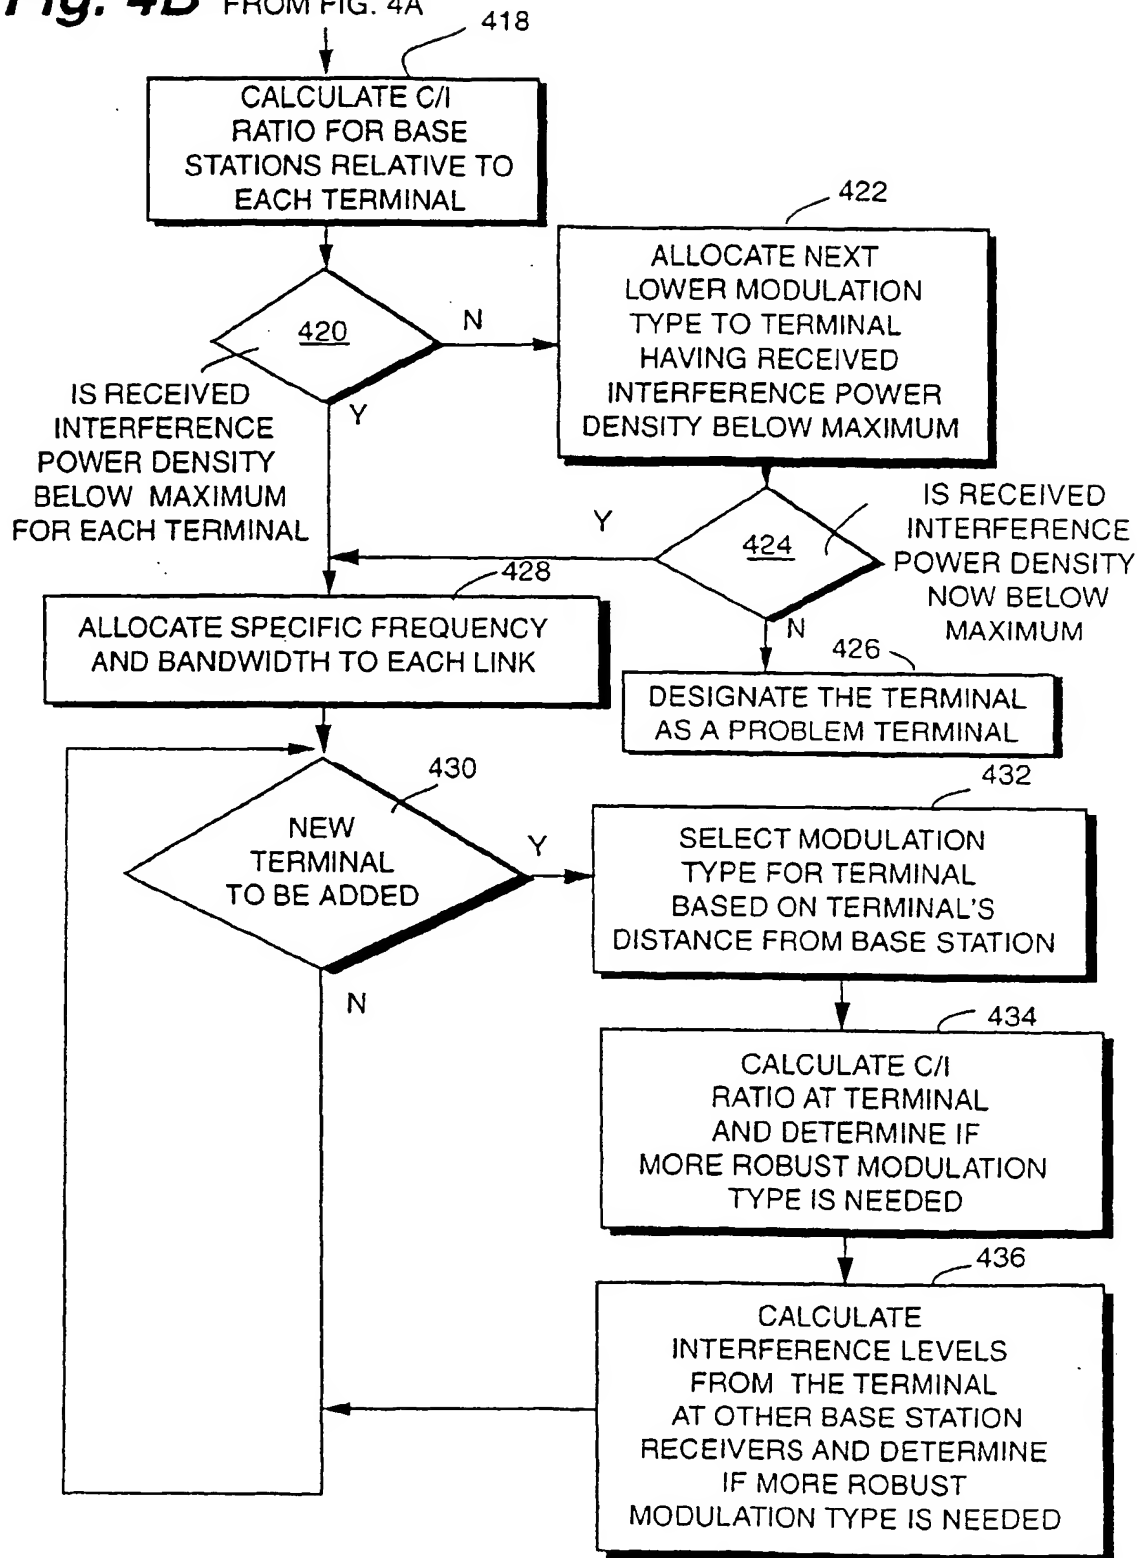 Fig. 4B FROM FIG. 4A
418
CALCULATE C/I
RATIO FOR BASE
STATIONS RELATIVE TO
EACH TERMINAL
422
ALLOCATE NEXT
LOWER MODULATION
TYPE TO TERMINAL
HAVING RECEIVED
INTERFERENCE POWER
DENSITY BELOW MAXIMUM
420
N
Y
IS RECEIVED
INTERFERENCE
POWER DENSITY
BELOW MAXIMUM
FOR EACH TERMINAL
424
Y
N
IS RECEIVED
INTERFERENCE
POWER DENSITY
NOW BELOW
MAXIMUM
428
ALLOCATE SPECIFIC FREQUENCY
AND BANDWIDTH TO EACH LINK
426
DESIGNATE THE TERMINAL
AS A PROBLEM TERMINAL
430
NEW
TERMINAL
TO BE ADDED
Y
N
432
SELECT MODULATION
TYPE FOR TERMINAL
BASED ON TERMINAL'S
DISTANCE FROM BASE STATION
434
CALCULATE C/I
RATIO AT TERMINAL
AND DETERMINE IF
MORE ROBUST MODULATION
TYPE IS NEEDED
436
CALCULATE
INTERFERENCE LEVELS
FROM THE TERMINAL
AT OTHER BASE STATION
RECEIVERS AND DETERMINE
IF MORE ROBUST
MODULATION TYPE IS NEEDED